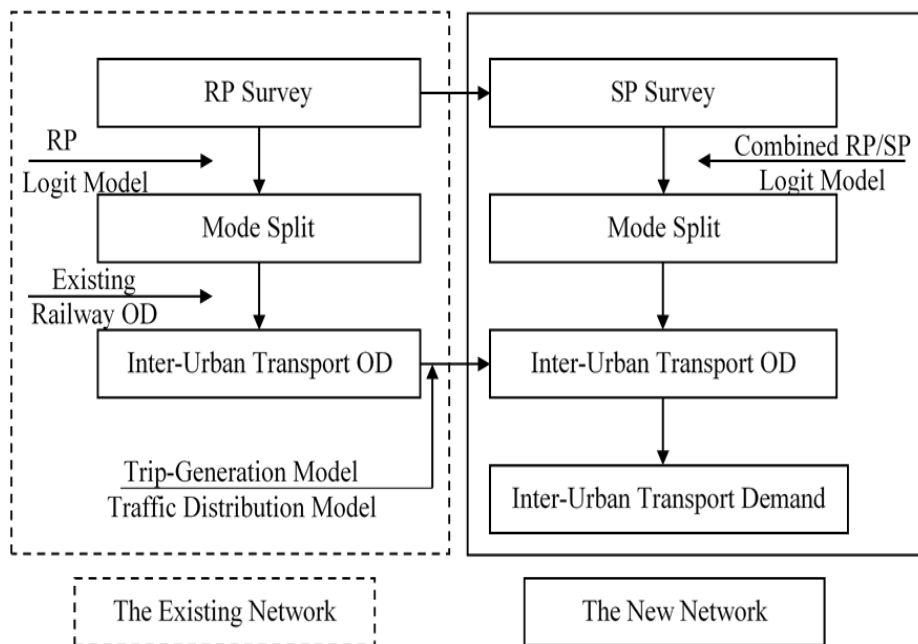 RP Survey
RP
Logit Model
Mode Split
Existing
Railway OD
Inter-Urban Transport OD
Trip-Generation Model
Traffic Distribution Model
SP Survey
Combined RP/SP
Logit Model
Mode Split
Inter-Urban Transport OD
Inter-Urban Transport Demand
The Existing Network
The New Network